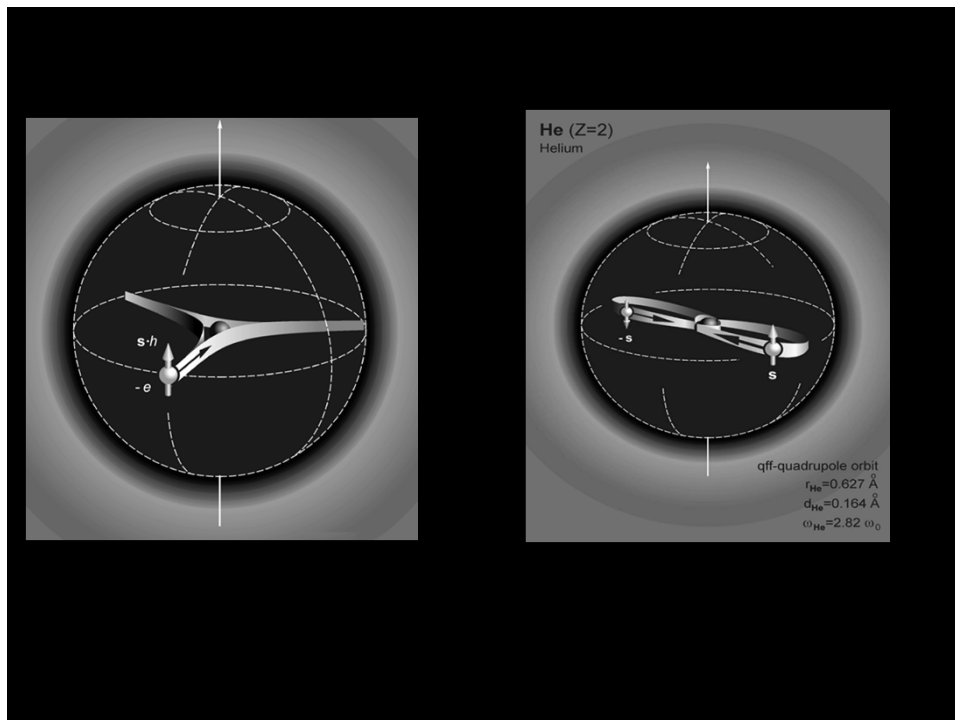 s·h
- e
He (Z=2)
Helium
- s
s
qff-quadrupole orbit
rHe=0.627 Å
dHe=0.164 Å
ωHe=2.82 ω0